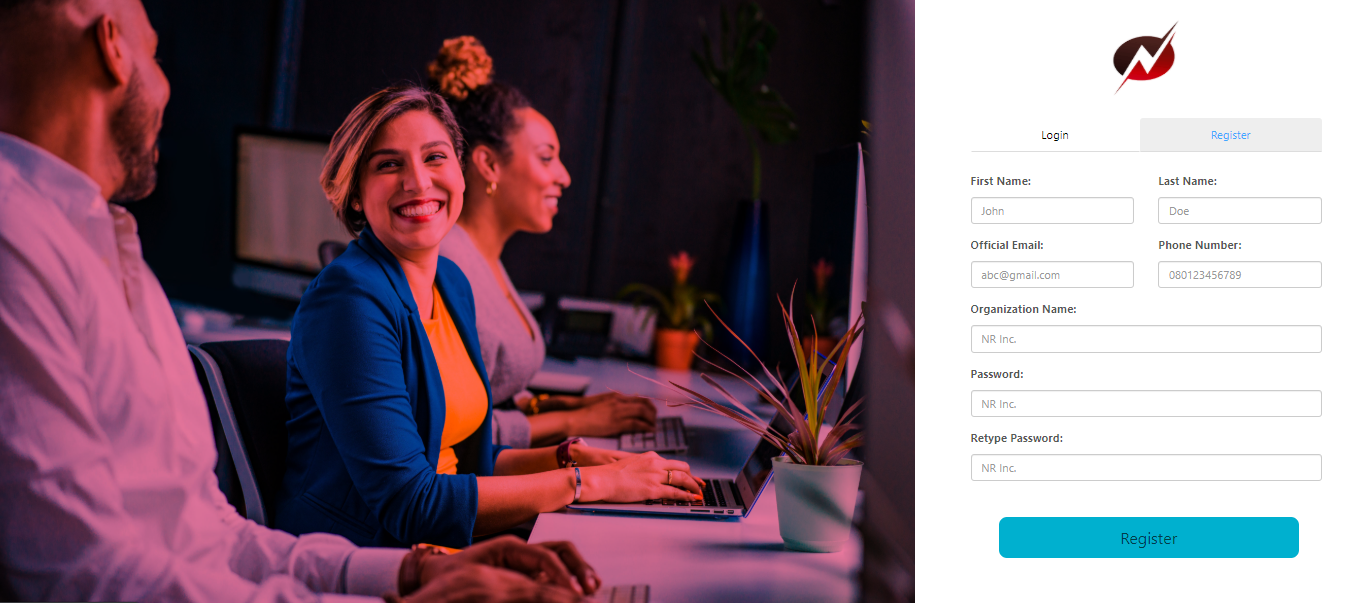 Login Register
First Name: Last Name:
John Doe
Official Email: Phone Number:
abc@gmail.com 080123456789
Organization Name:
NR Inc.
Password:
NR Inc.
Retype Password:
NR Inc.
Register